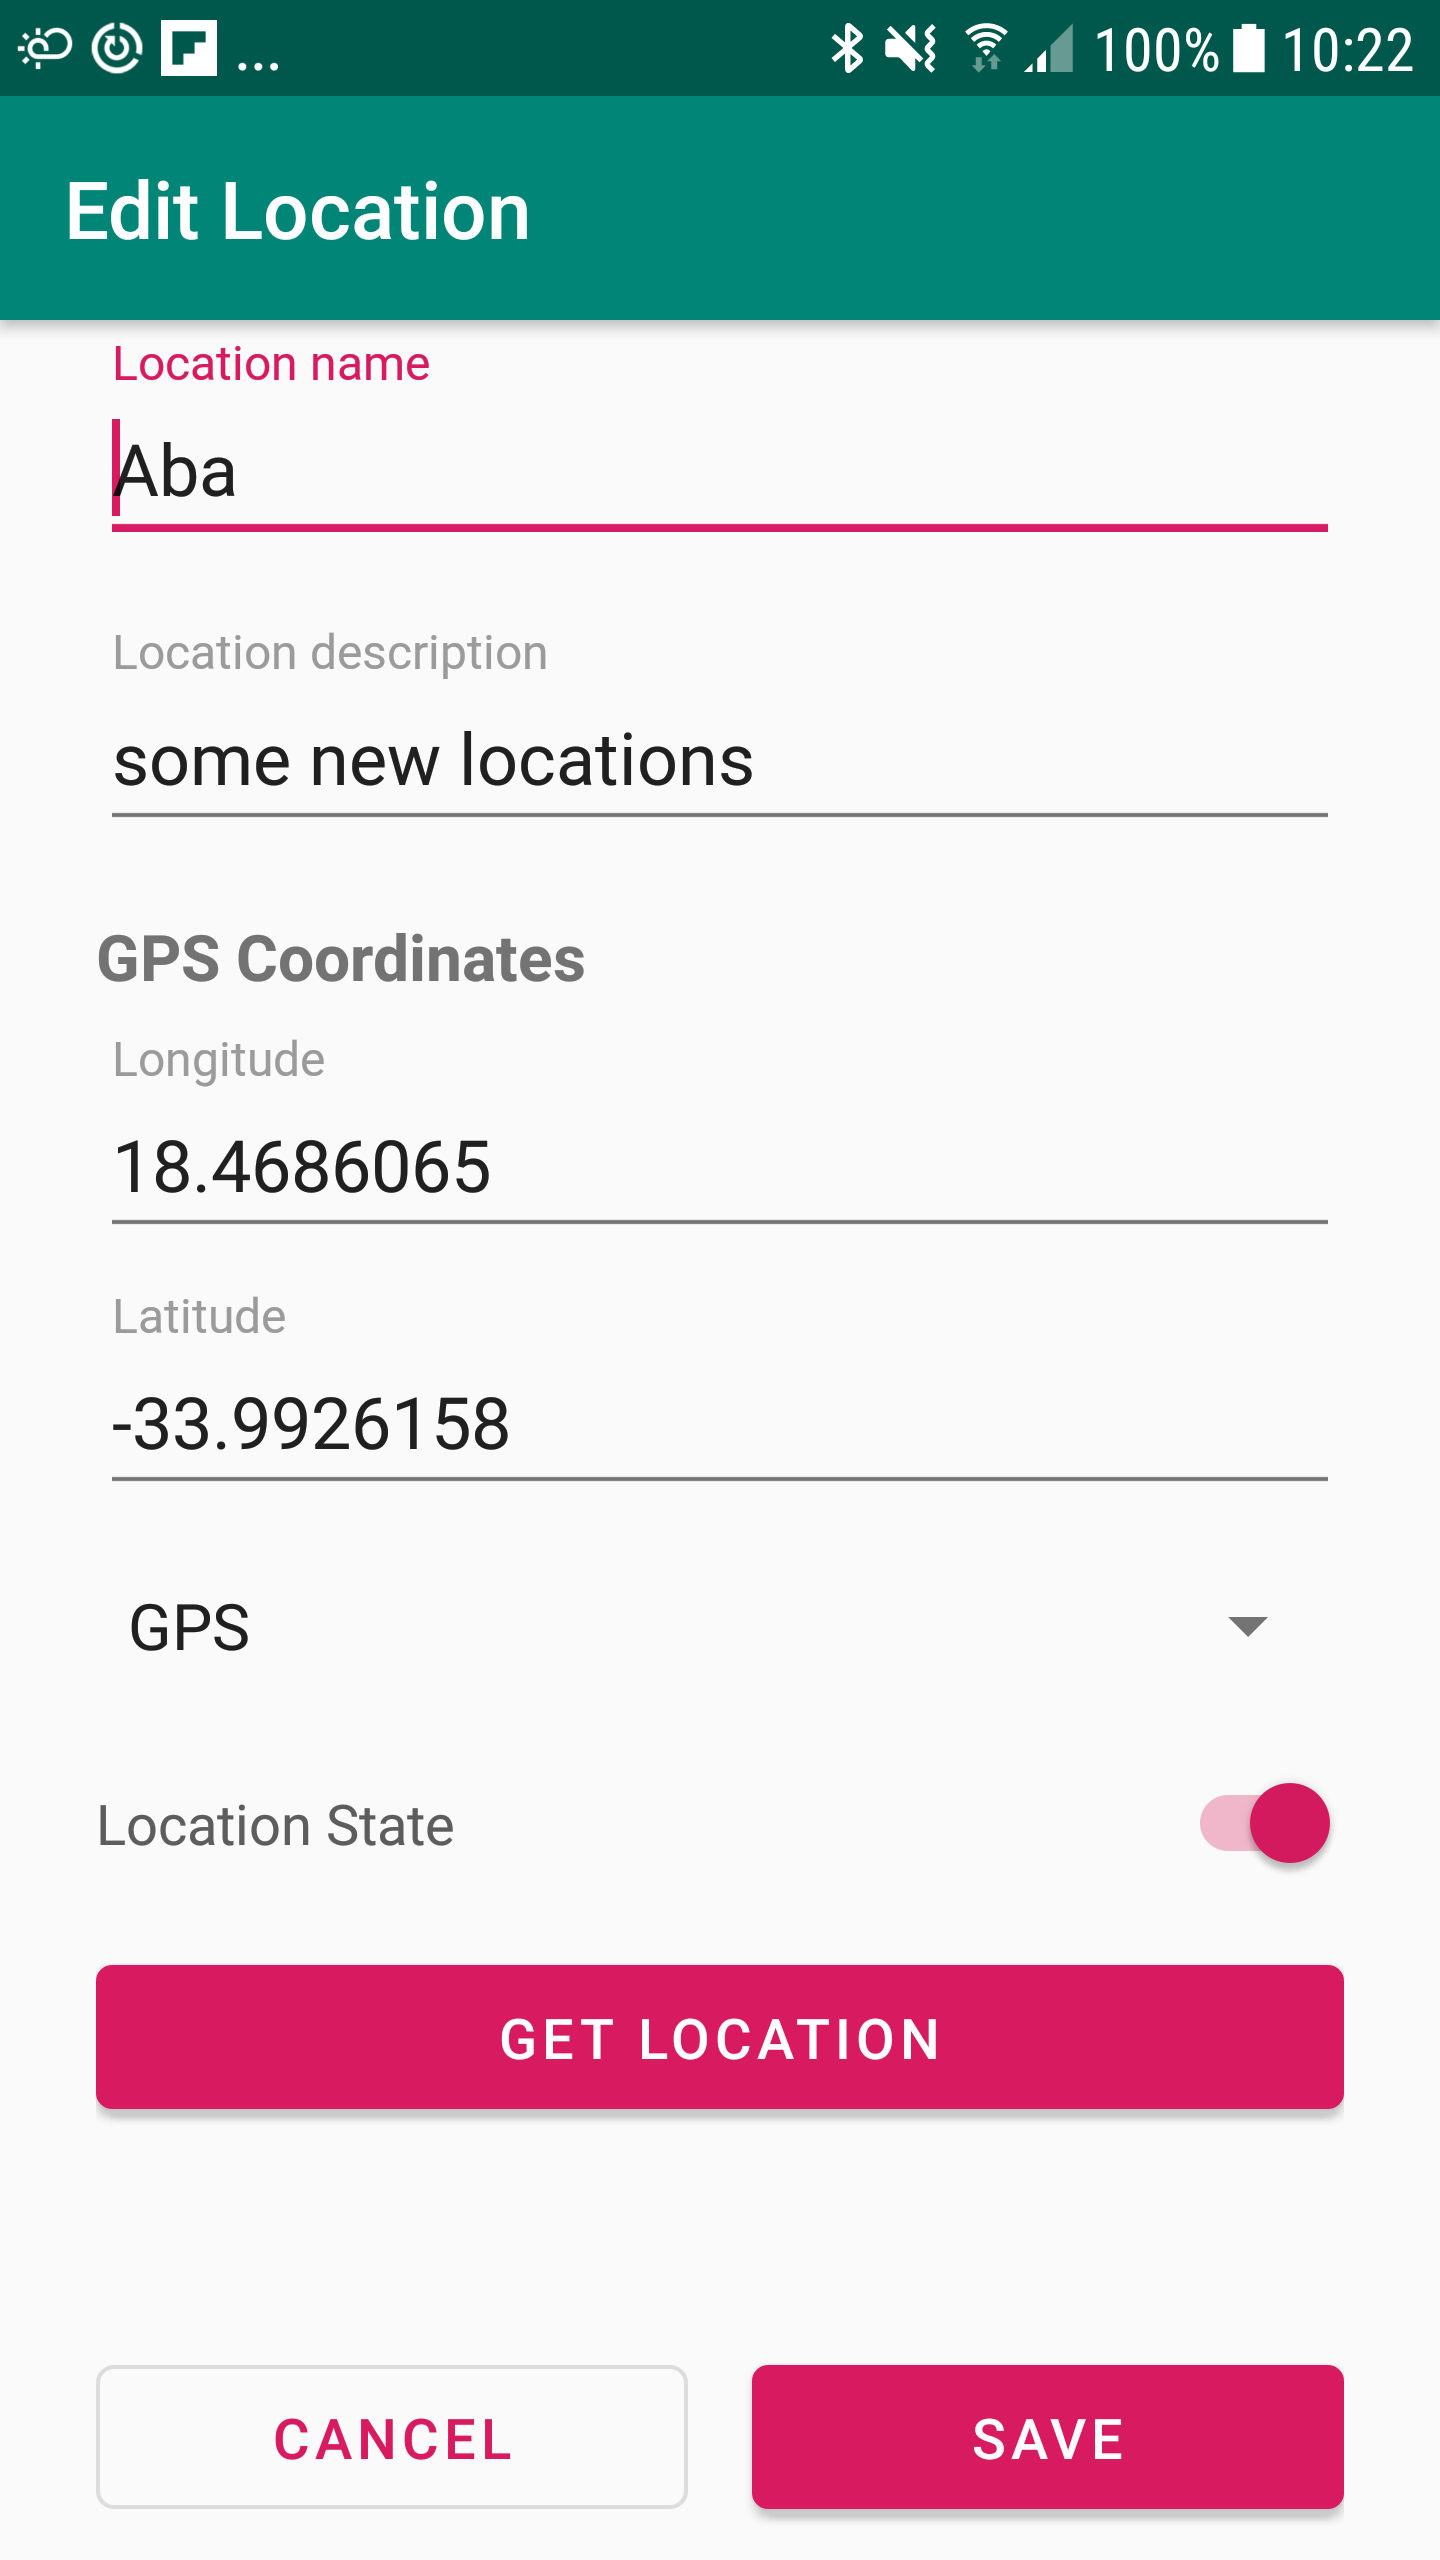 ... 100% 10:22
Edit Location
Location name
Aba
Location description
some new locations
GPS Coordinates
Longitude
18.4686065
Latitude
-33.9926158
GPS
Location State
GET LOCATION
CANCEL SAVE